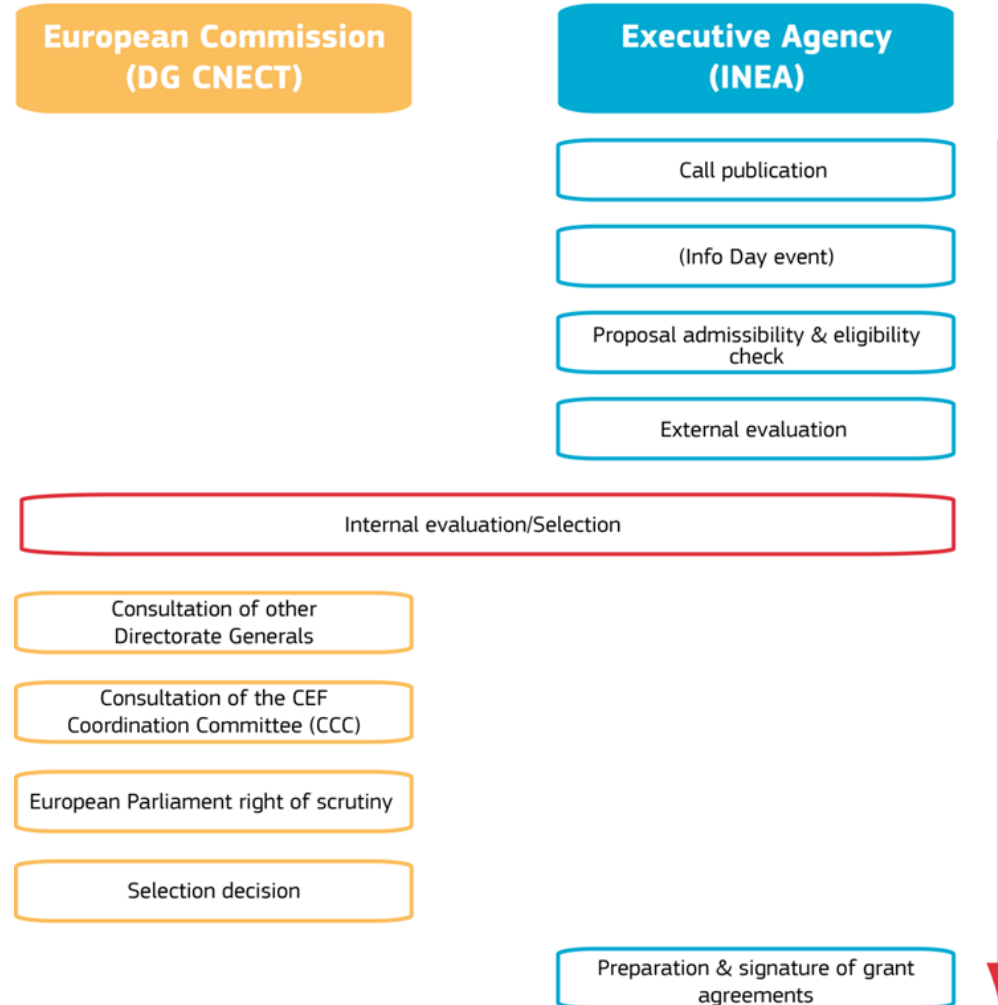 European Commission
(DG CNECT)
Executive Agency
(INEA)
Call publication
(Info Day event)
Proposal admissibility & eligibility
check
External evaluation
Internal evaluation/Selection
Consultation of other
Directorate Generals
Consultation of the CEF
Coordination Committee (CCC)
European Parliament right of scrutiny
Selection decision
Preparation & signature of grant
agreements